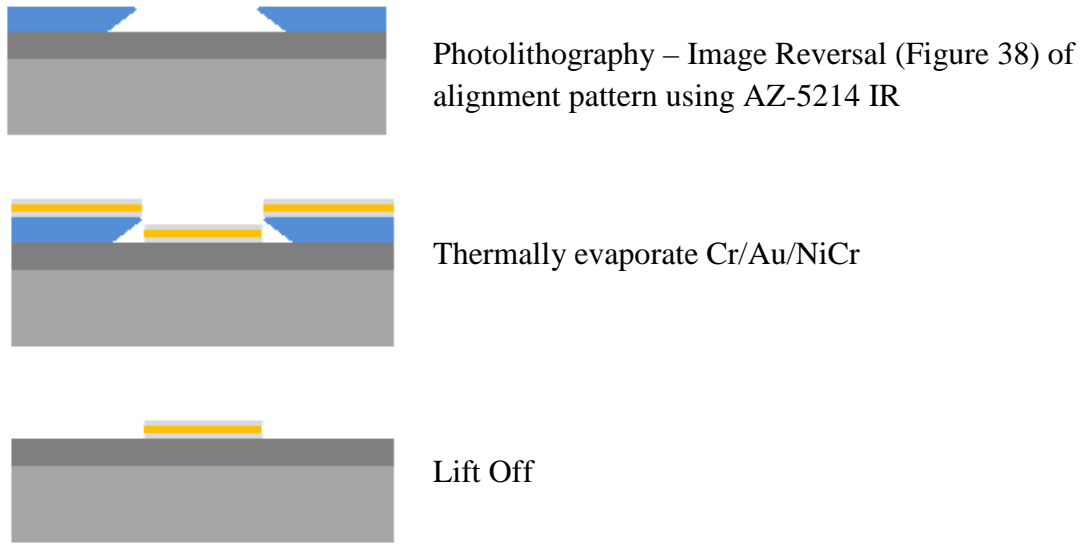 Photolithography – Image Reversal (Figure 38) of
alignment pattern using AZ-5214 IR
Thermally evaporate Cr/Au/NiCr
Lift Off